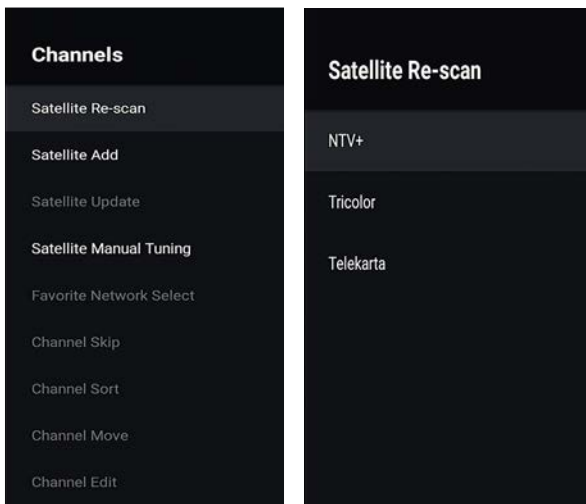 Channels
Satellite Re-scan
Satellite Add
Satellite Update
Satellite Manual Tuning
Favorite Network Select
Channel Skip
Channel Sort
Channel Move
Channel Edit
Satellite Re-scan
NTV+
Tricolor
Telekarta